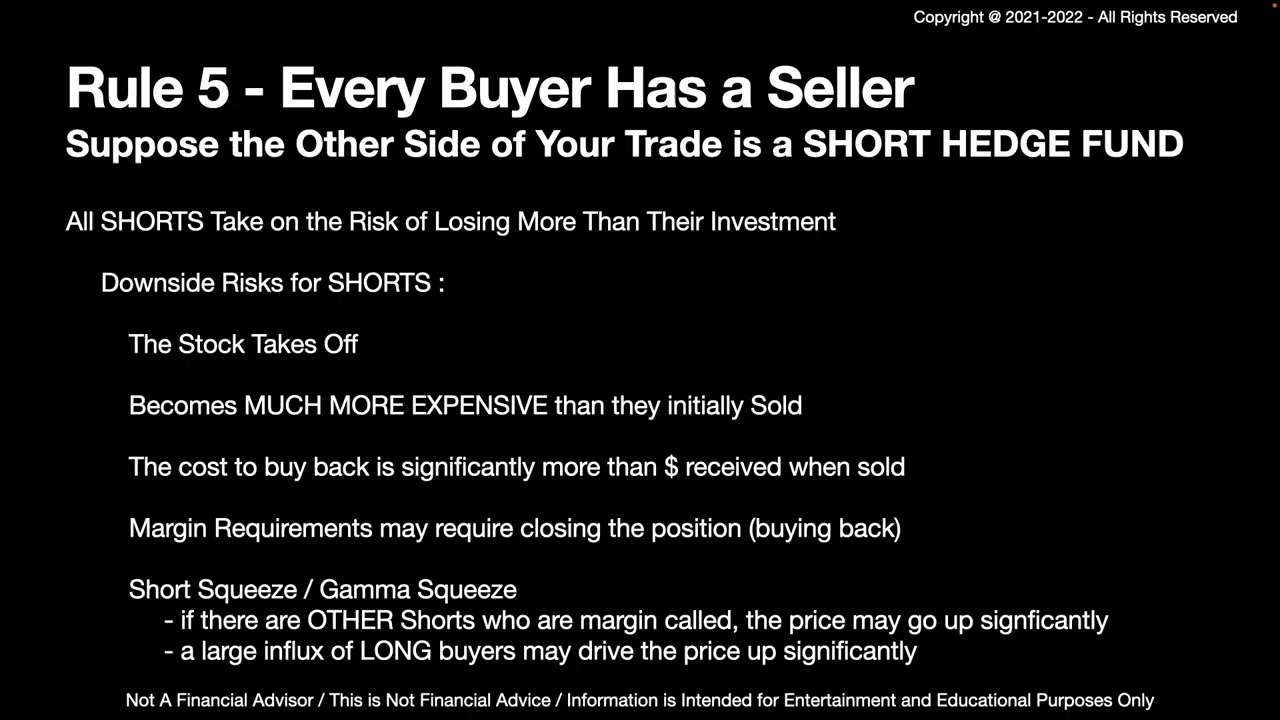 Copyright @ 2021-2022 - All Rights Reserved
Rule 5 - Every Buyer Has a Seller
Suppose the Other Side of Your Trade is a SHORT HEDGE FUND
All SHORTS Take on the Risk of Losing More Than Their Investment
Downside Risks for SHORTS :
The Stock Takes Off
Becomes MUCH MORE EXPENSIVE than they initially Sold
The cost to buy back is significantly more than $ received when sold
Margin Requirements may require closing the position (buying back)
Short Squeeze / Gamma Squeeze
- if there are OTHER Shorts who are margin called, the price may go up signficantly
- a large influx of LONG buyers may drive the price up significantly
Not A Financial Advisor / This is Not Financial Advice / Information is Intended for Entertainment and Educational Purposes Only